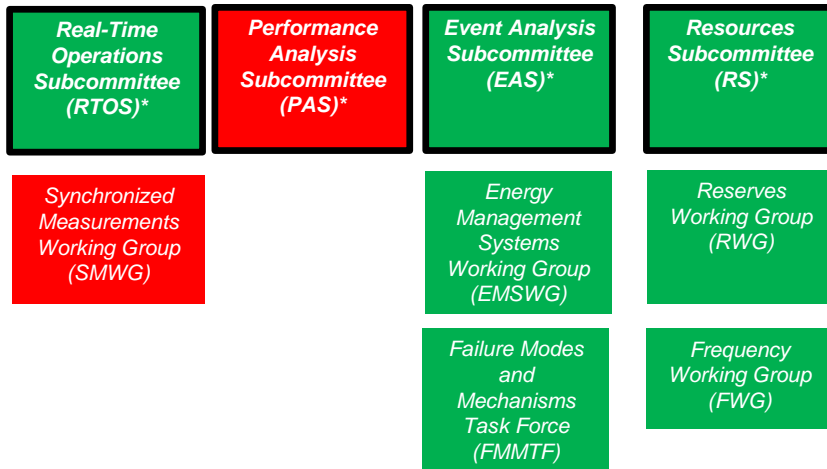 Real-Time
Operations
Subcommittee
(RTOS)*
Performance
Analysis
Subcommittee
(PAS)*
Event Analysis
Subcommittee
(EAS)*
Resources
Subcommittee
(RS)*
Synchronized
Measurements
Working Group
(SMWG)
Energy
Management
Systems
Working Group
(EMSWG)
Reserves
Working Group
(RWG)
Failure Modes
and
Mechanisms
Task Force
(FMMTF)
Frequency
Working Group
(FWG)